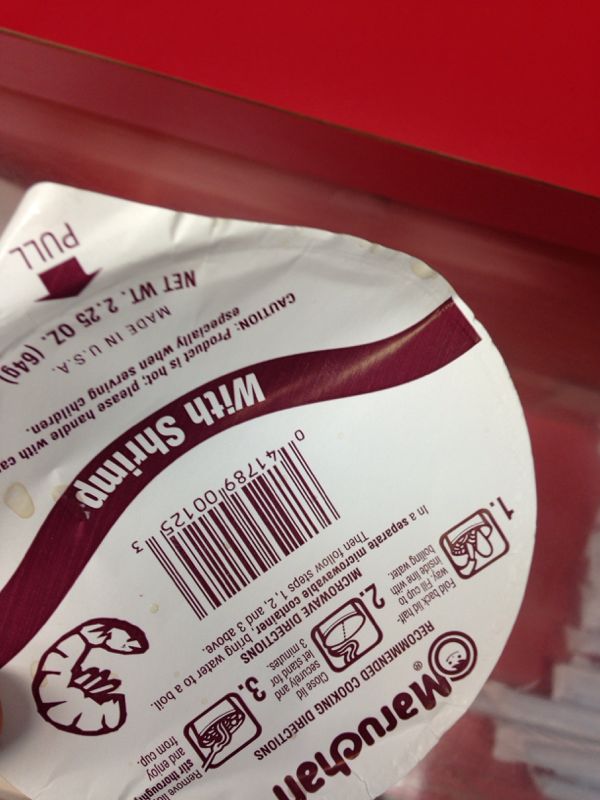 Maruchan®
RECOMMENDED COOKING DIRECTIONS
1.
Fold back lid half-
way. Fill cup to
inside line with
boiling water.
2.
Close lid
securely and
let stand for
3 minutes.
3.
Remove
stir thoroughly
and enjoy
from cup.
MICROWAVE DIRECTIONS
In a separate microwavable container, bring water to a boil.
Then follow steps 1, 2, and 3 above.
0 41789 00125 3
With Shrimp
CAUTION: Product is hot; please handle with
especially when serving children.
MADE IN U.S.A.
NET WT. 2.25 OZ. (64g)
PULL